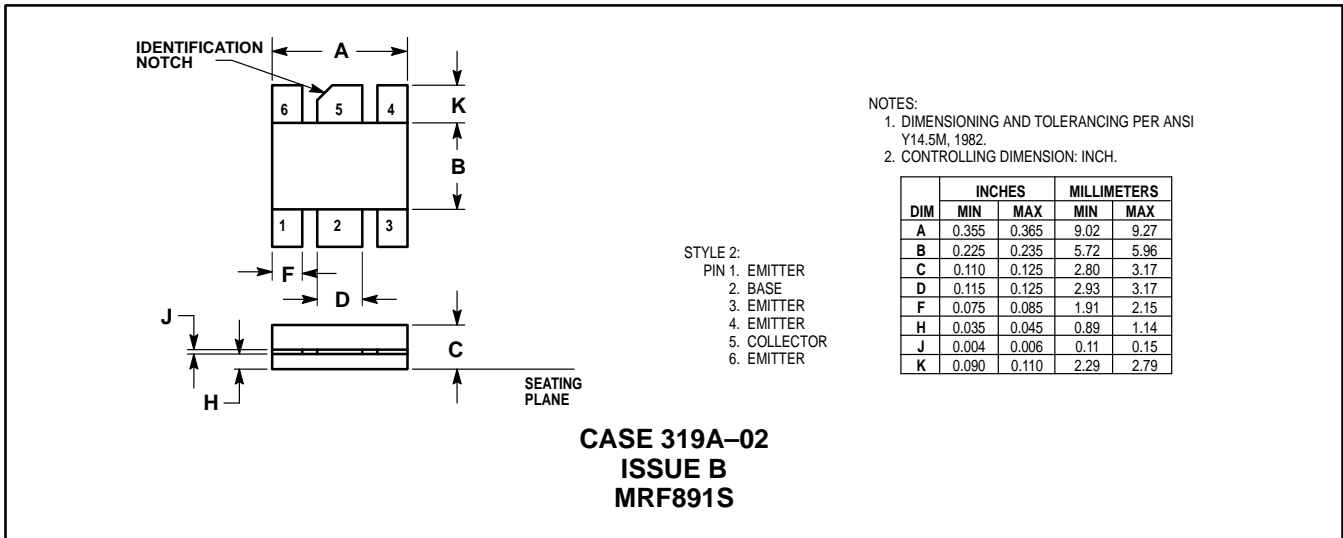 IDENTIFICATION
NOTCH
A
6
5
4
K
B
1
2
3
F
D
J
C
H
SEATING
PLANE
STYLE 2:
PIN 1. EMITTER
2. BASE
3. EMITTER
4. EMITTER
5. COLLECTOR
6. EMITTER
NOTES:
1. DIMENSIONING AND TOLERANCING PER ANSI
Y14.5M, 1982.
2. CONTROLLING DIMENSION: INCH.
INCHES MILLIMETERS
DIM MIN MAX MIN MAX
A 0.355 0.365 9.02 9.27
B 0.225 0.235 5.72 5.96
C 0.110 0.125 2.80 3.17
D 0.115 0.125 2.93 3.17
F 0.075 0.085 1.91 2.15
H 0.035 0.045 0.89 1.14
J 0.004 0.006 0.11 0.15
K 0.090 0.110 2.29 2.79
CASE 319A–02
ISSUE B
MRF891S